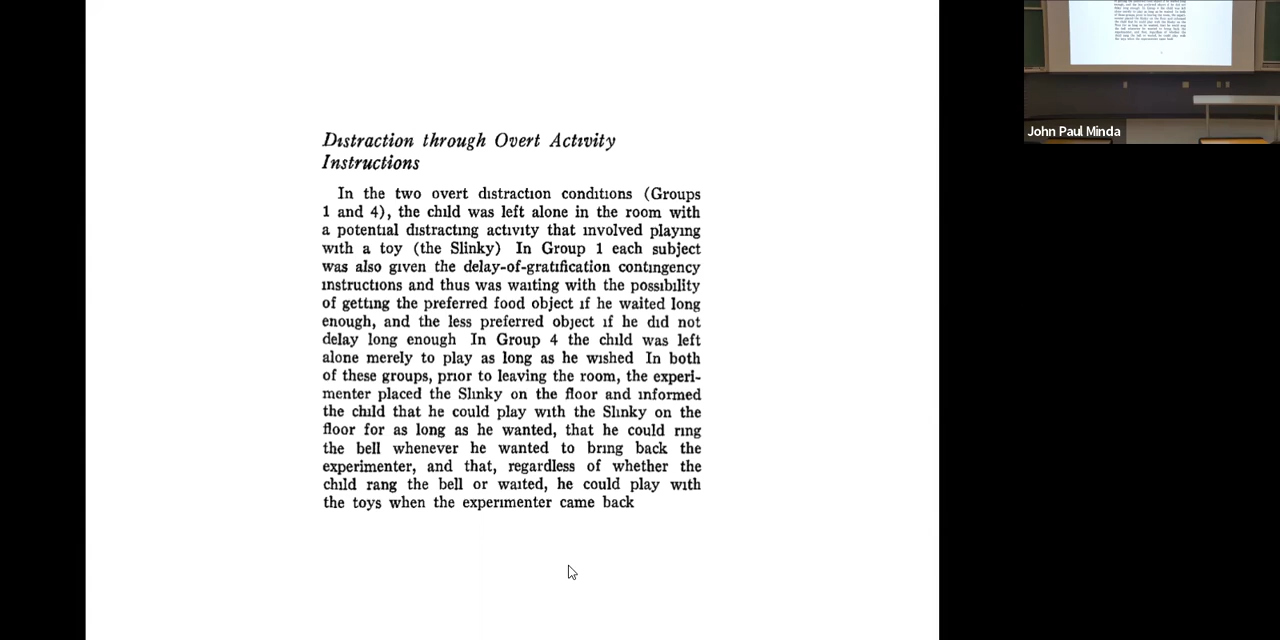 Distraction through Overt Activity
Instructions
In the two overt distraction conditions (Groups
1 and 4), the child was left alone in the room with
a potential distracting activity that involved playing
with a toy (the Slinky) In Group 1 each subject
was also given the delay-of-gratification contingency
instructions and thus was waiting with the possibility
of getting the preferred food object if he waited long
enough, and the less preferred object if he did not
delay long enough In Group 4 the child was left
alone merely to play as long as he wished In both
of these groups, prior to leaving the room, the experi-
menter placed the Slinky on the floor and informed
the child that he could play with the Slinky on the
floor for as long as he wanted, that he could ring
the bell whenever he wanted to bring back the
experimenter, and that, regardless of whether the
child rang the bell or waited, he could play with
the toys when the experimenter came back
John Paul Minda